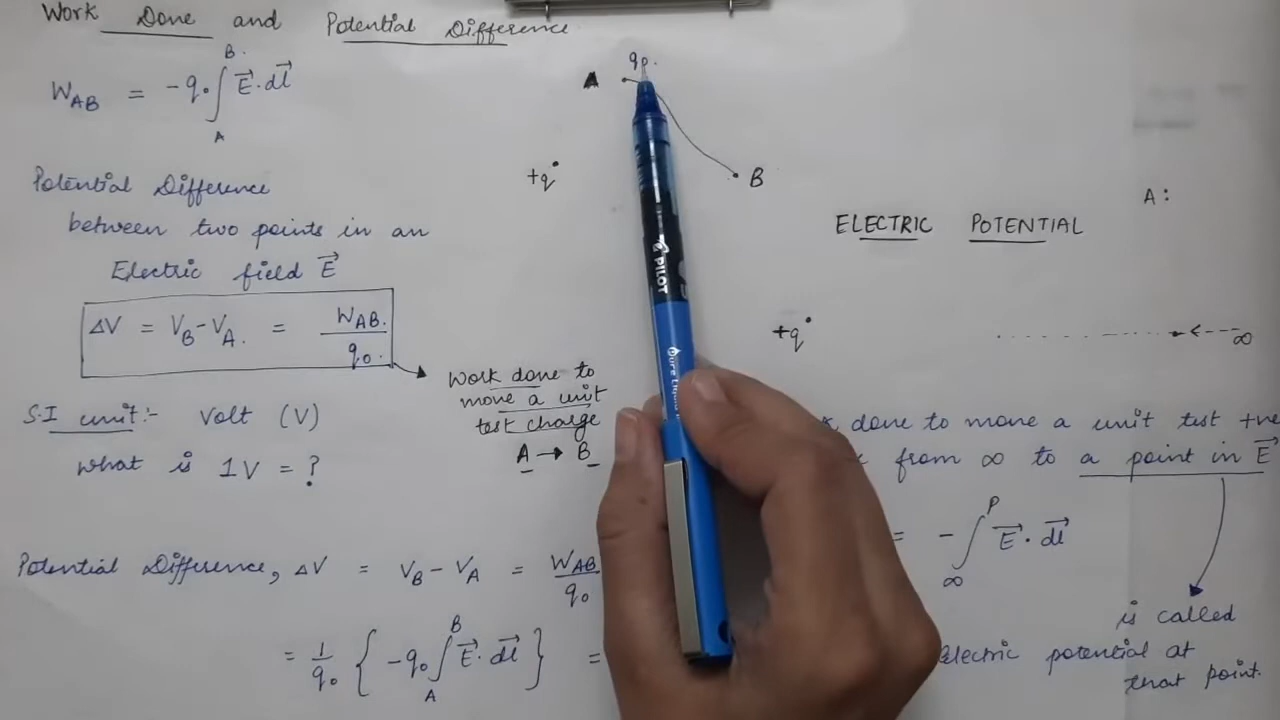 Work Done and Potential Difference
W_AB = -q₀ ∫_A^B E⃗·dl⃗
Potential Difference
between two points in an
Electric field E⃗
ΔV = V_B - V_A = W_AB / q₀
Work done to
move a unit
test charge
A → B
S.I unit:- Volt (V)
What is 1V = ?
Potential Difference, ΔV = V_B - V_A = W_AB / q₀
= 1/q₀ { -q₀ ∫_A^B E⃗·dl⃗ } =
q₀
A
+q
B
PILOT
A:
ELECTRIC POTENTIAL
+q
∞
done to move a unit test +ve
from ∞ to a point in E⃗
= - ∫_∞^P E⃗·dl⃗
is called
Electric potential at
that point.